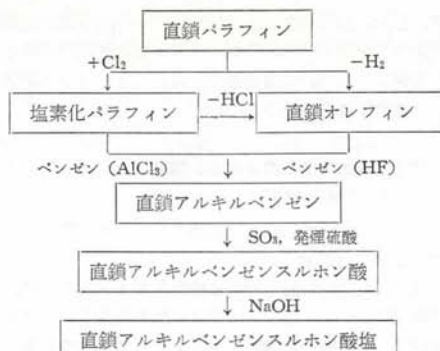 直鎖パラフィン
+Cl₂
−H₂
塩素化パラフィン
−HCl
直鎖オレフィン
ベンゼン (AlCl₃)
ベンゼン (HF)
直鎖アルキルベンゼン
SO₃, 発煙硫酸
直鎖アルキルベンゼンスルホン酸
NaOH
直鎖アルキルベンゼンスルホン酸塩